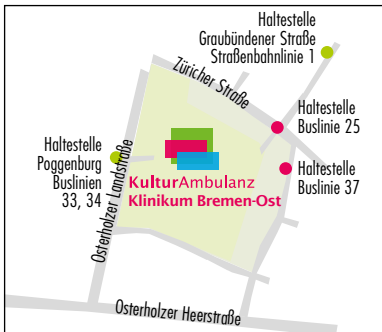 Haltestelle
Graubündener Straße
Straßenbahnlinie 1
Züricher Straße
Haltestelle
Buslinie 25
Haltestelle
Poggenburg
Buslinien
33, 34
Haltestelle
Buslinie 37
KulturAmbulanz
Klinikum Bremen-Ost
Osterholzer Landstraße
Osterholzer Heerstraße